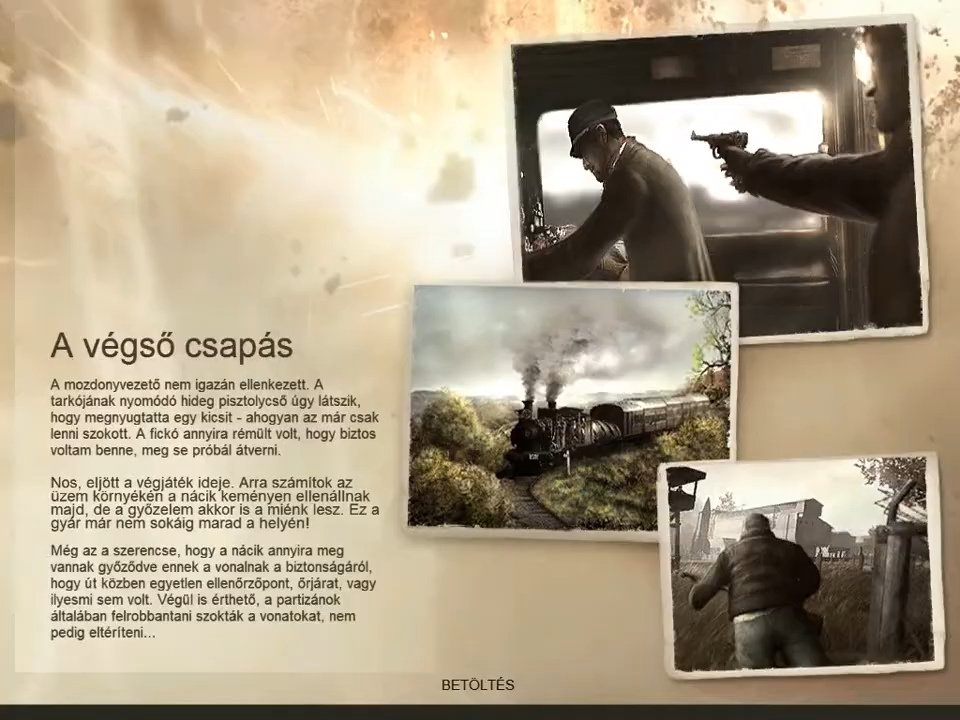 A végső csapás
A mozdonyvezető nem igazán ellenkezett. A
tarkójának nyomódó hideg pisztolycső úgy látszik,
hogy megnyugtatta egy kicsit - ahogyan az már csak
lenni szokott. A fickó annyira rémült volt, hogy biztos
voltam benne, meg se próbál átverni.
Nos, eljött a végjáték ideje. Arra számítok az
üzem környékén a nácik keményen ellenállnak
majd, de a győzelem akkor is a miénk lesz. Ez a
gyár már nem sokáig marad a helyén!
Még az a szerencse, hogy a nácik annyira meg
vannak győződve ennek a vonalnak a biztonságáról,
hogy út közben egyetlen ellenőrzőpont, őrjárat, vagy
ilyesmi sem volt. Végül is érthető, a partizánok
általában felrobbantani szokták a vonatokat, nem
pedig eltéríteni...
BETÖLTÉS